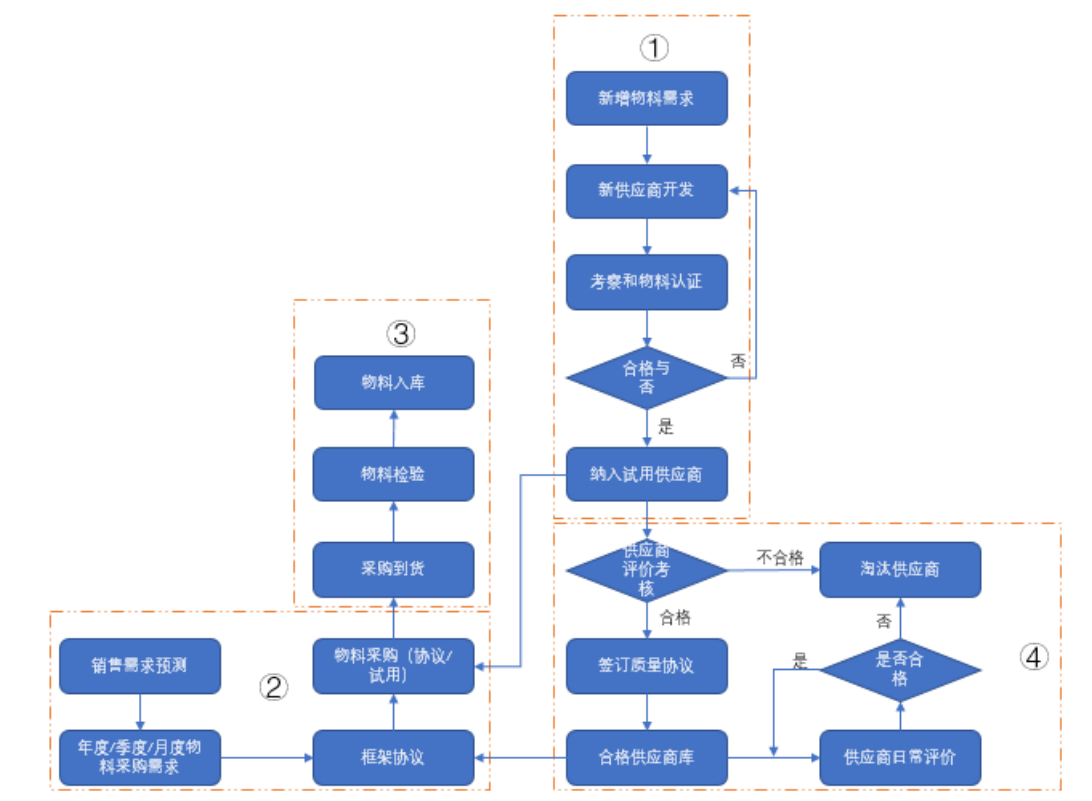 ①
新增物料需求
新供应商开发
考察和物料认证
合格与
否
否
是
纳入试用供应商
③
物料入库
物料检验
采购到货
②
销售需求预测
年度/季度/月度物
料采购需求
物料采购（协议/
试用）
框架协议
④
供应商
评价考
核
不合格
淘汰供应商
合格
签订质量协议
合格供应商库
否
是否合
格
是
供应商日常评价